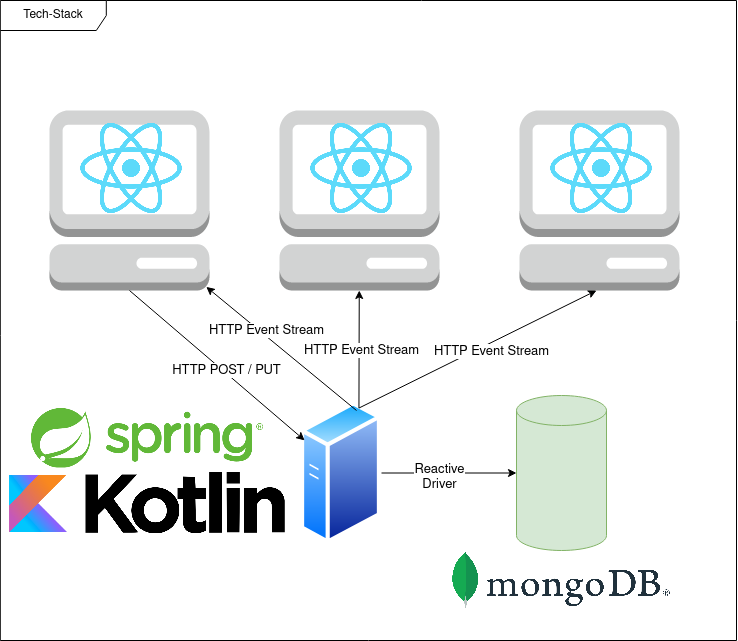 Tech-Stack
HTTP Event Stream
HTTP Event Stream
HTTP Event Stream
HTTP POST / PUT
spring®
Kotlin
Reactive
Driver
mongoDB®